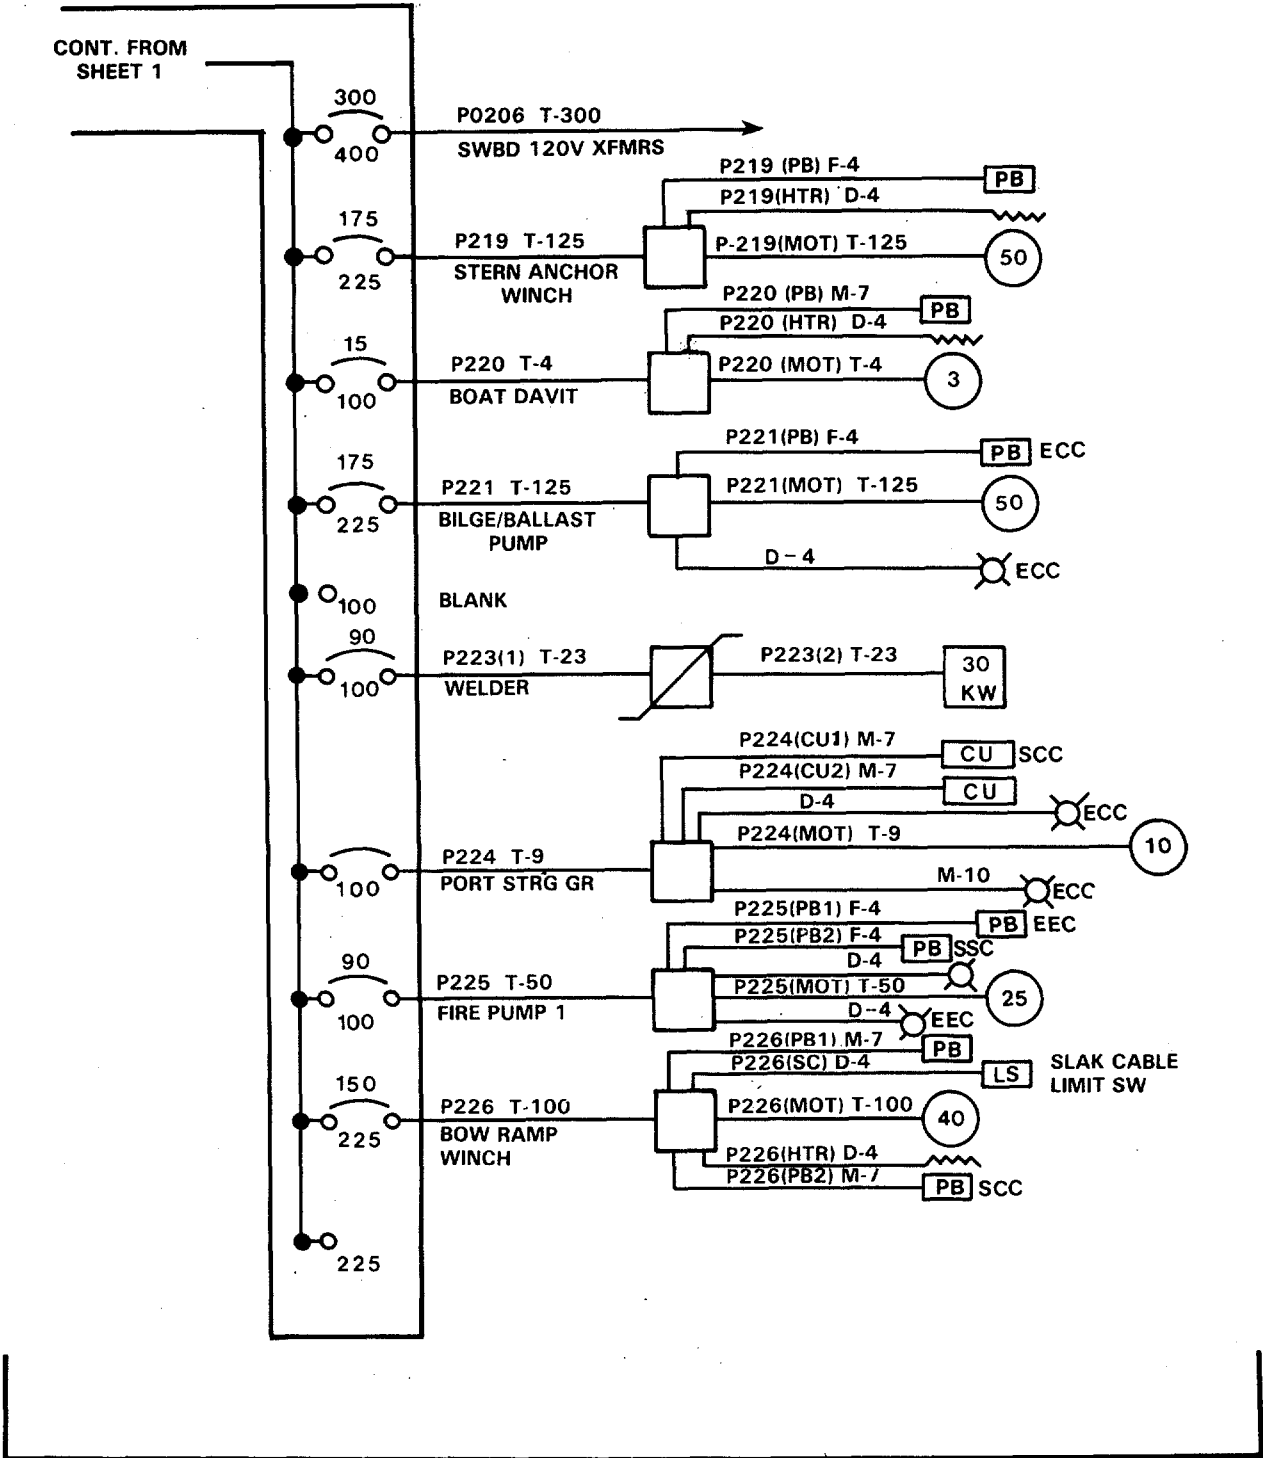 CONT. FROM
SHEET 1
300
400
P0206 T-300
SWBD 120V XFMRS
P219 (PB) F-4
PB
P219(HTR) D-4
175
225
P219 T-125
STERN ANCHOR
WINCH
P-219(MOT) T-125
50
P220 (PB) M-7
PB
P220 (HTR) D-4
15
100
P220 T-4
BOAT DAVIT
P220 (MOT) T-4
3
P221(PB) F-4
PB ECC
175
225
P221 T-125
BILGE/BALLAST
PUMP
P221(MOT) T-125
50
D-4
ECC
100
BLANK
90
100
P223(1) T-23
WELDER
P223(2) T-23
30
KW
P224(CU1) M-7
CU SCC
P224(CU2) M-7
CU
D-4
ECC
P224(MOT) T-9
10
100
P224 T-9
PORT STRG GR
M-10
ECC
P225(PB1) F-4
PB EEC
P225(PB2) F-4
PB SSC
D-4
90
100
P225 T-50
FIRE PUMP 1
P225(MOT) T-50
25
D-4
EEC
P226(PB1) M-7
PB
P226(SC) D-4
LS
SLAK CABLE
LIMIT SW
150
225
P226 T-100
BOW RAMP
WINCH
P226(MOT) T-100
40
P226(HTR) D-4
P226(PB2) M-7
PB SCC
225